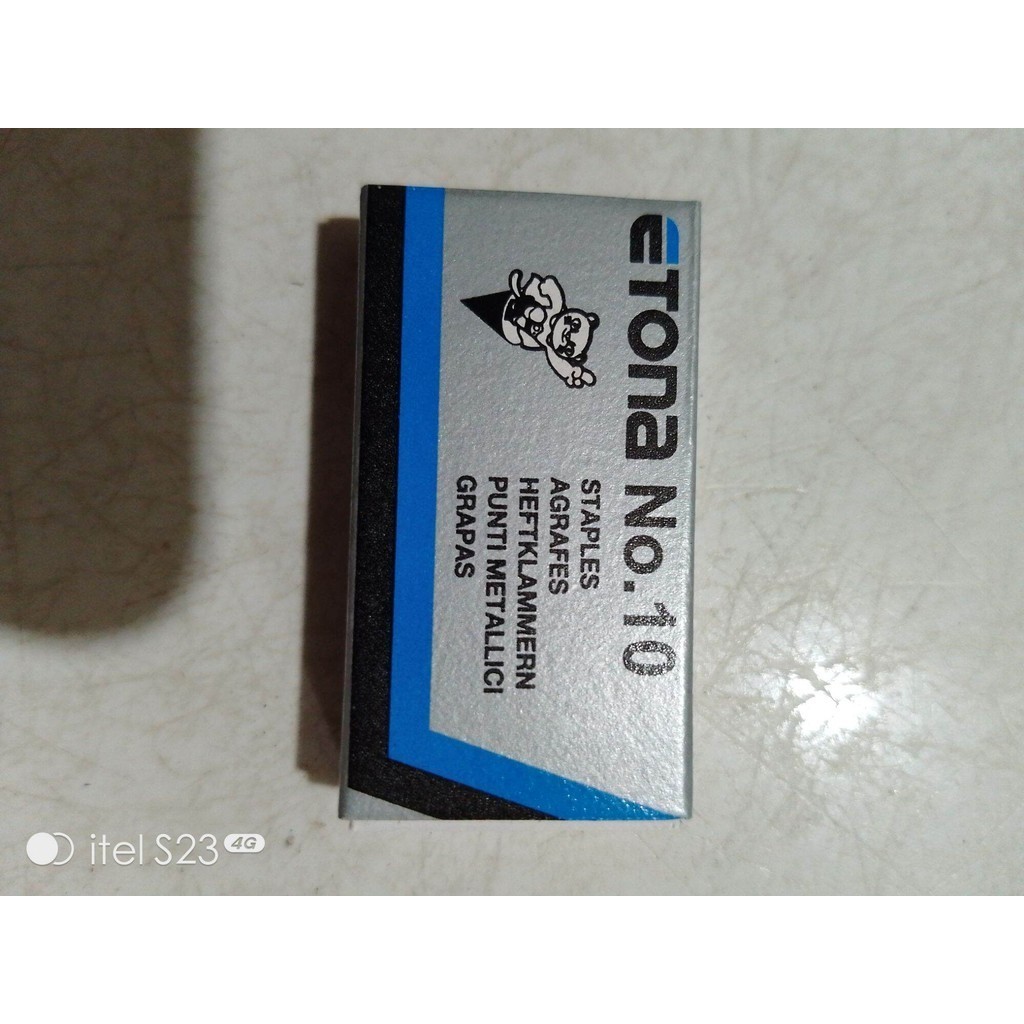 ETONA No. 10
STAPLES
AGRAFES
HEFTKLAMMERN
PUNTI METALLICI
GRAPAS
itel S23 4G